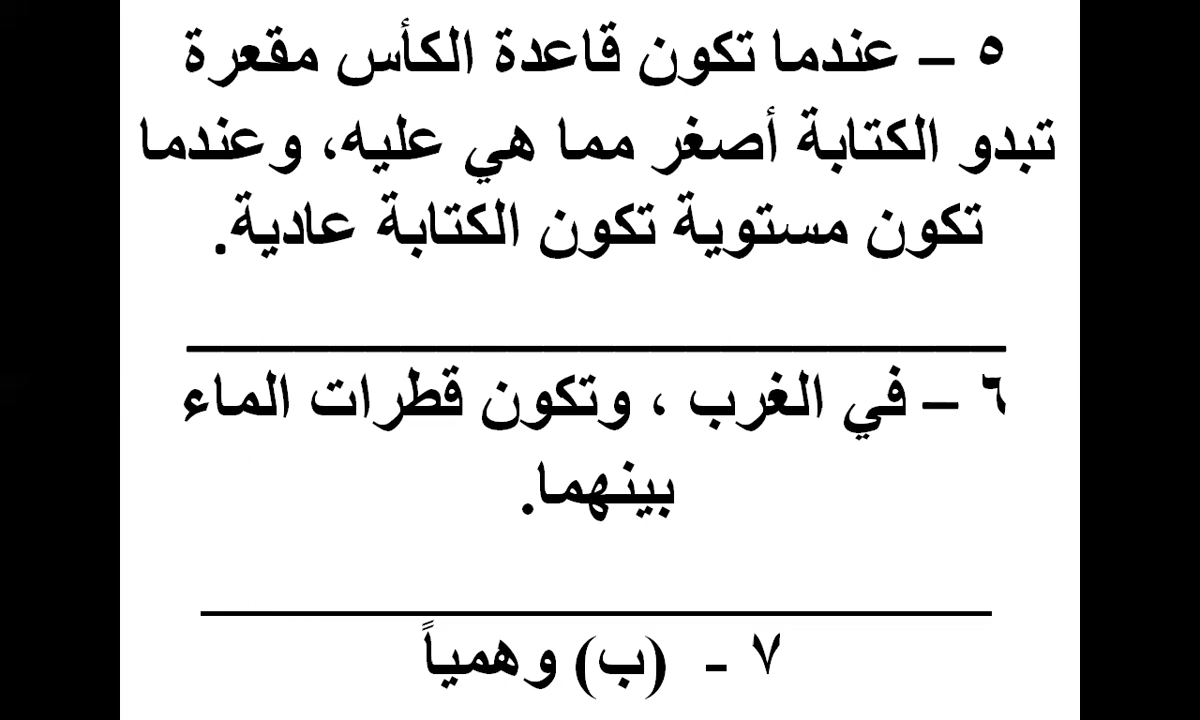 ٥ – عندما تكون قاعدة الكأس مقعرة
تبدو الكتابة أصغر مما هي عليه، وعندما
تكون مستوية تكون الكتابة عادية.
٦ – في الغرب ، وتكون قطرات الماء
بينهما.
٧ - (ب) وهمياً